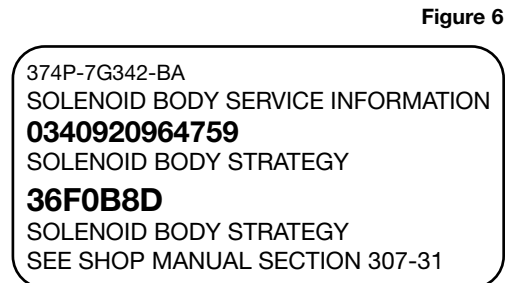 Figure 6
374P-7G342-BA
SOLENOID BODY SERVICE INFORMATION
0340920964759
SOLENOID BODY STRATEGY
36F0B8D
SOLENOID BODY STRATEGY
SEE SHOP MANUAL SECTION 307-31